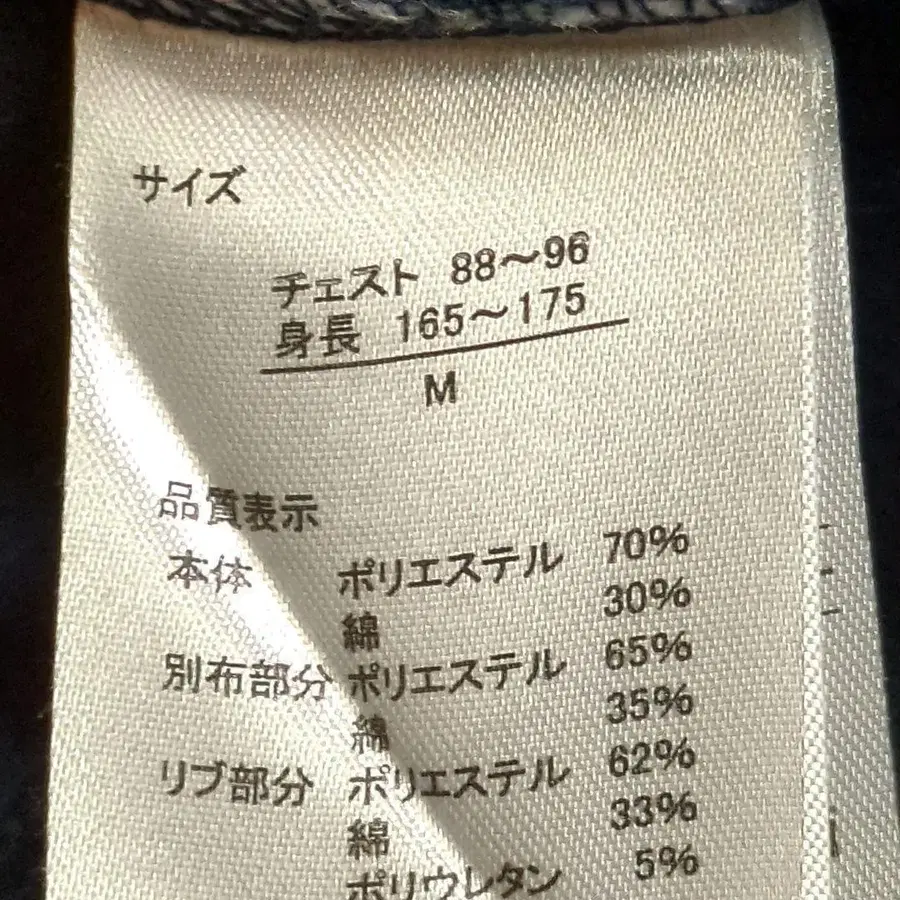 サイズ
チェスト 88～96
身長 165～175
M
品質表示
本体 ポリエステル 70%
綿 30%
別布部分 ポリエステル 65%
綿 35%
リブ部分 ポリエステル 62%
綿 33%
ポリウレタン 5%